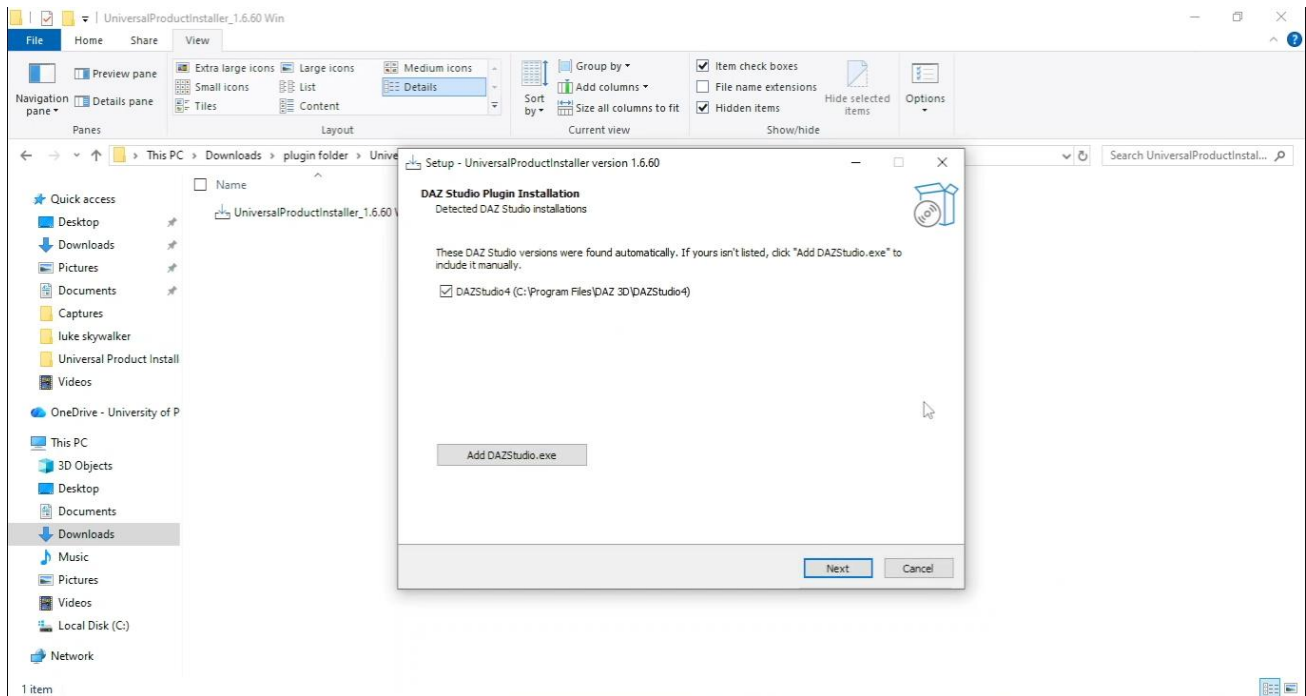 UniversalProductInstaller_1.6.60 Win
File Home Share View
Navigation pane
Preview pane
Details pane
Panes
Extra large icons Large icons Medium icons
Small icons List Details
Tiles Content
Layout
Sort by
Group by
Add columns
Size all columns to fit
Current view
Item check boxes
File name extensions
Hidden items
Hide selected items
Show/hide
Options
This PC > Downloads > plugin folder > Unive
Search UniversalProductInstal...
Quick access
Desktop
Downloads
Pictures
Documents
Captures
luke skywalker
Universal Product Install
Videos
OneDrive - University of P
This PC
3D Objects
Desktop
Documents
Downloads
Music
Pictures
Videos
Local Disk (C:)
Network
1 item
Name
UniversalProductInstaller_1.6.60
Setup - UniversalProductInstaller version 1.6.60
DAZ Studio Plugin Installation
Detected DAZ Studio installations
These DAZ Studio versions were found automatically. If yours isn't listed, click "Add DAZStudio.exe" to
include it manually.
DAZStudio4 (C:\Program Files\DAZ 3D\DAZStudio4)
Add DAZStudio.exe
Next Cancel